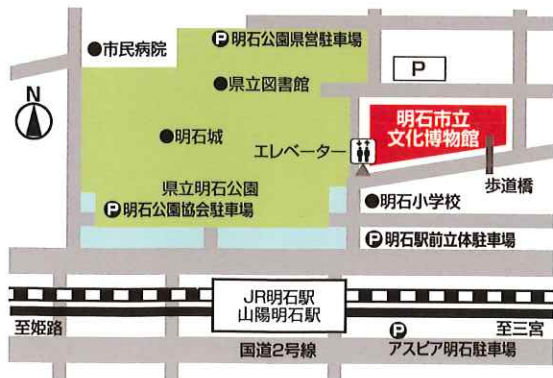 P 明石公園県営駐車場
●市民病院
P
●県立図書館
N
明石市立
文化博物館
●明石城
エレベーター
県立明石公園
歩道橋
●明石小学校
P 明石公園協会駐車場
P 明石駅前立体駐車場
JR明石駅
山陽明石駅
至姫路
至三宮
P
国道2号線
アスピア明石駐車場